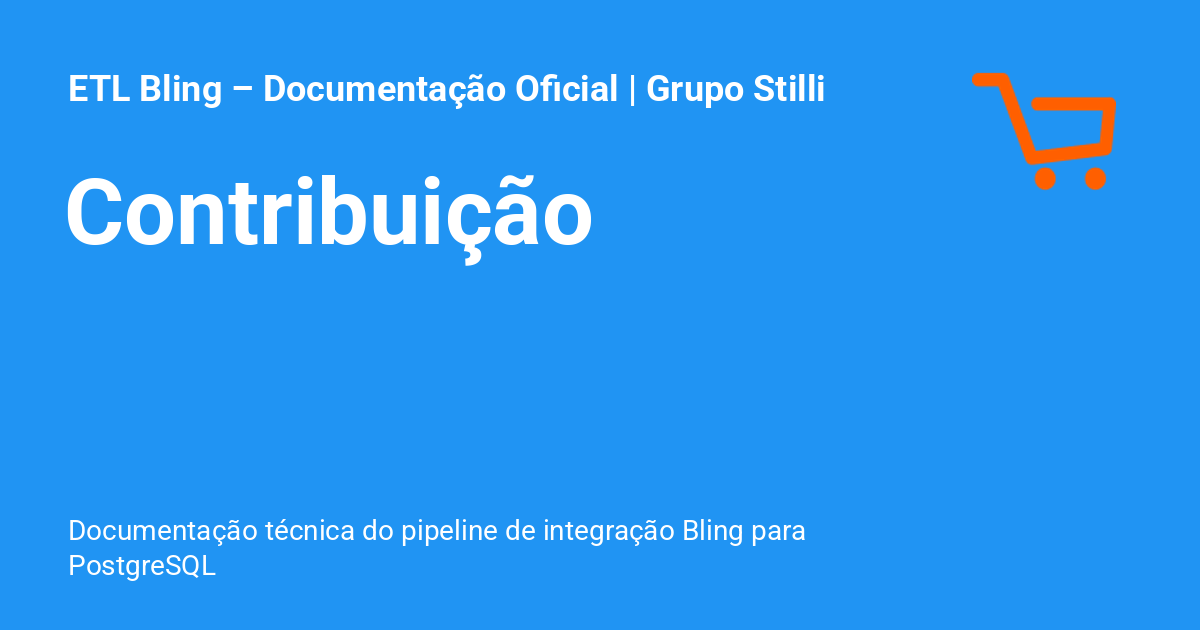 ETL Bling – Documentação Oficial | Grupo Stilli
Contribuição
Documentação técnica do pipeline de integração Bling para
PostgreSQL